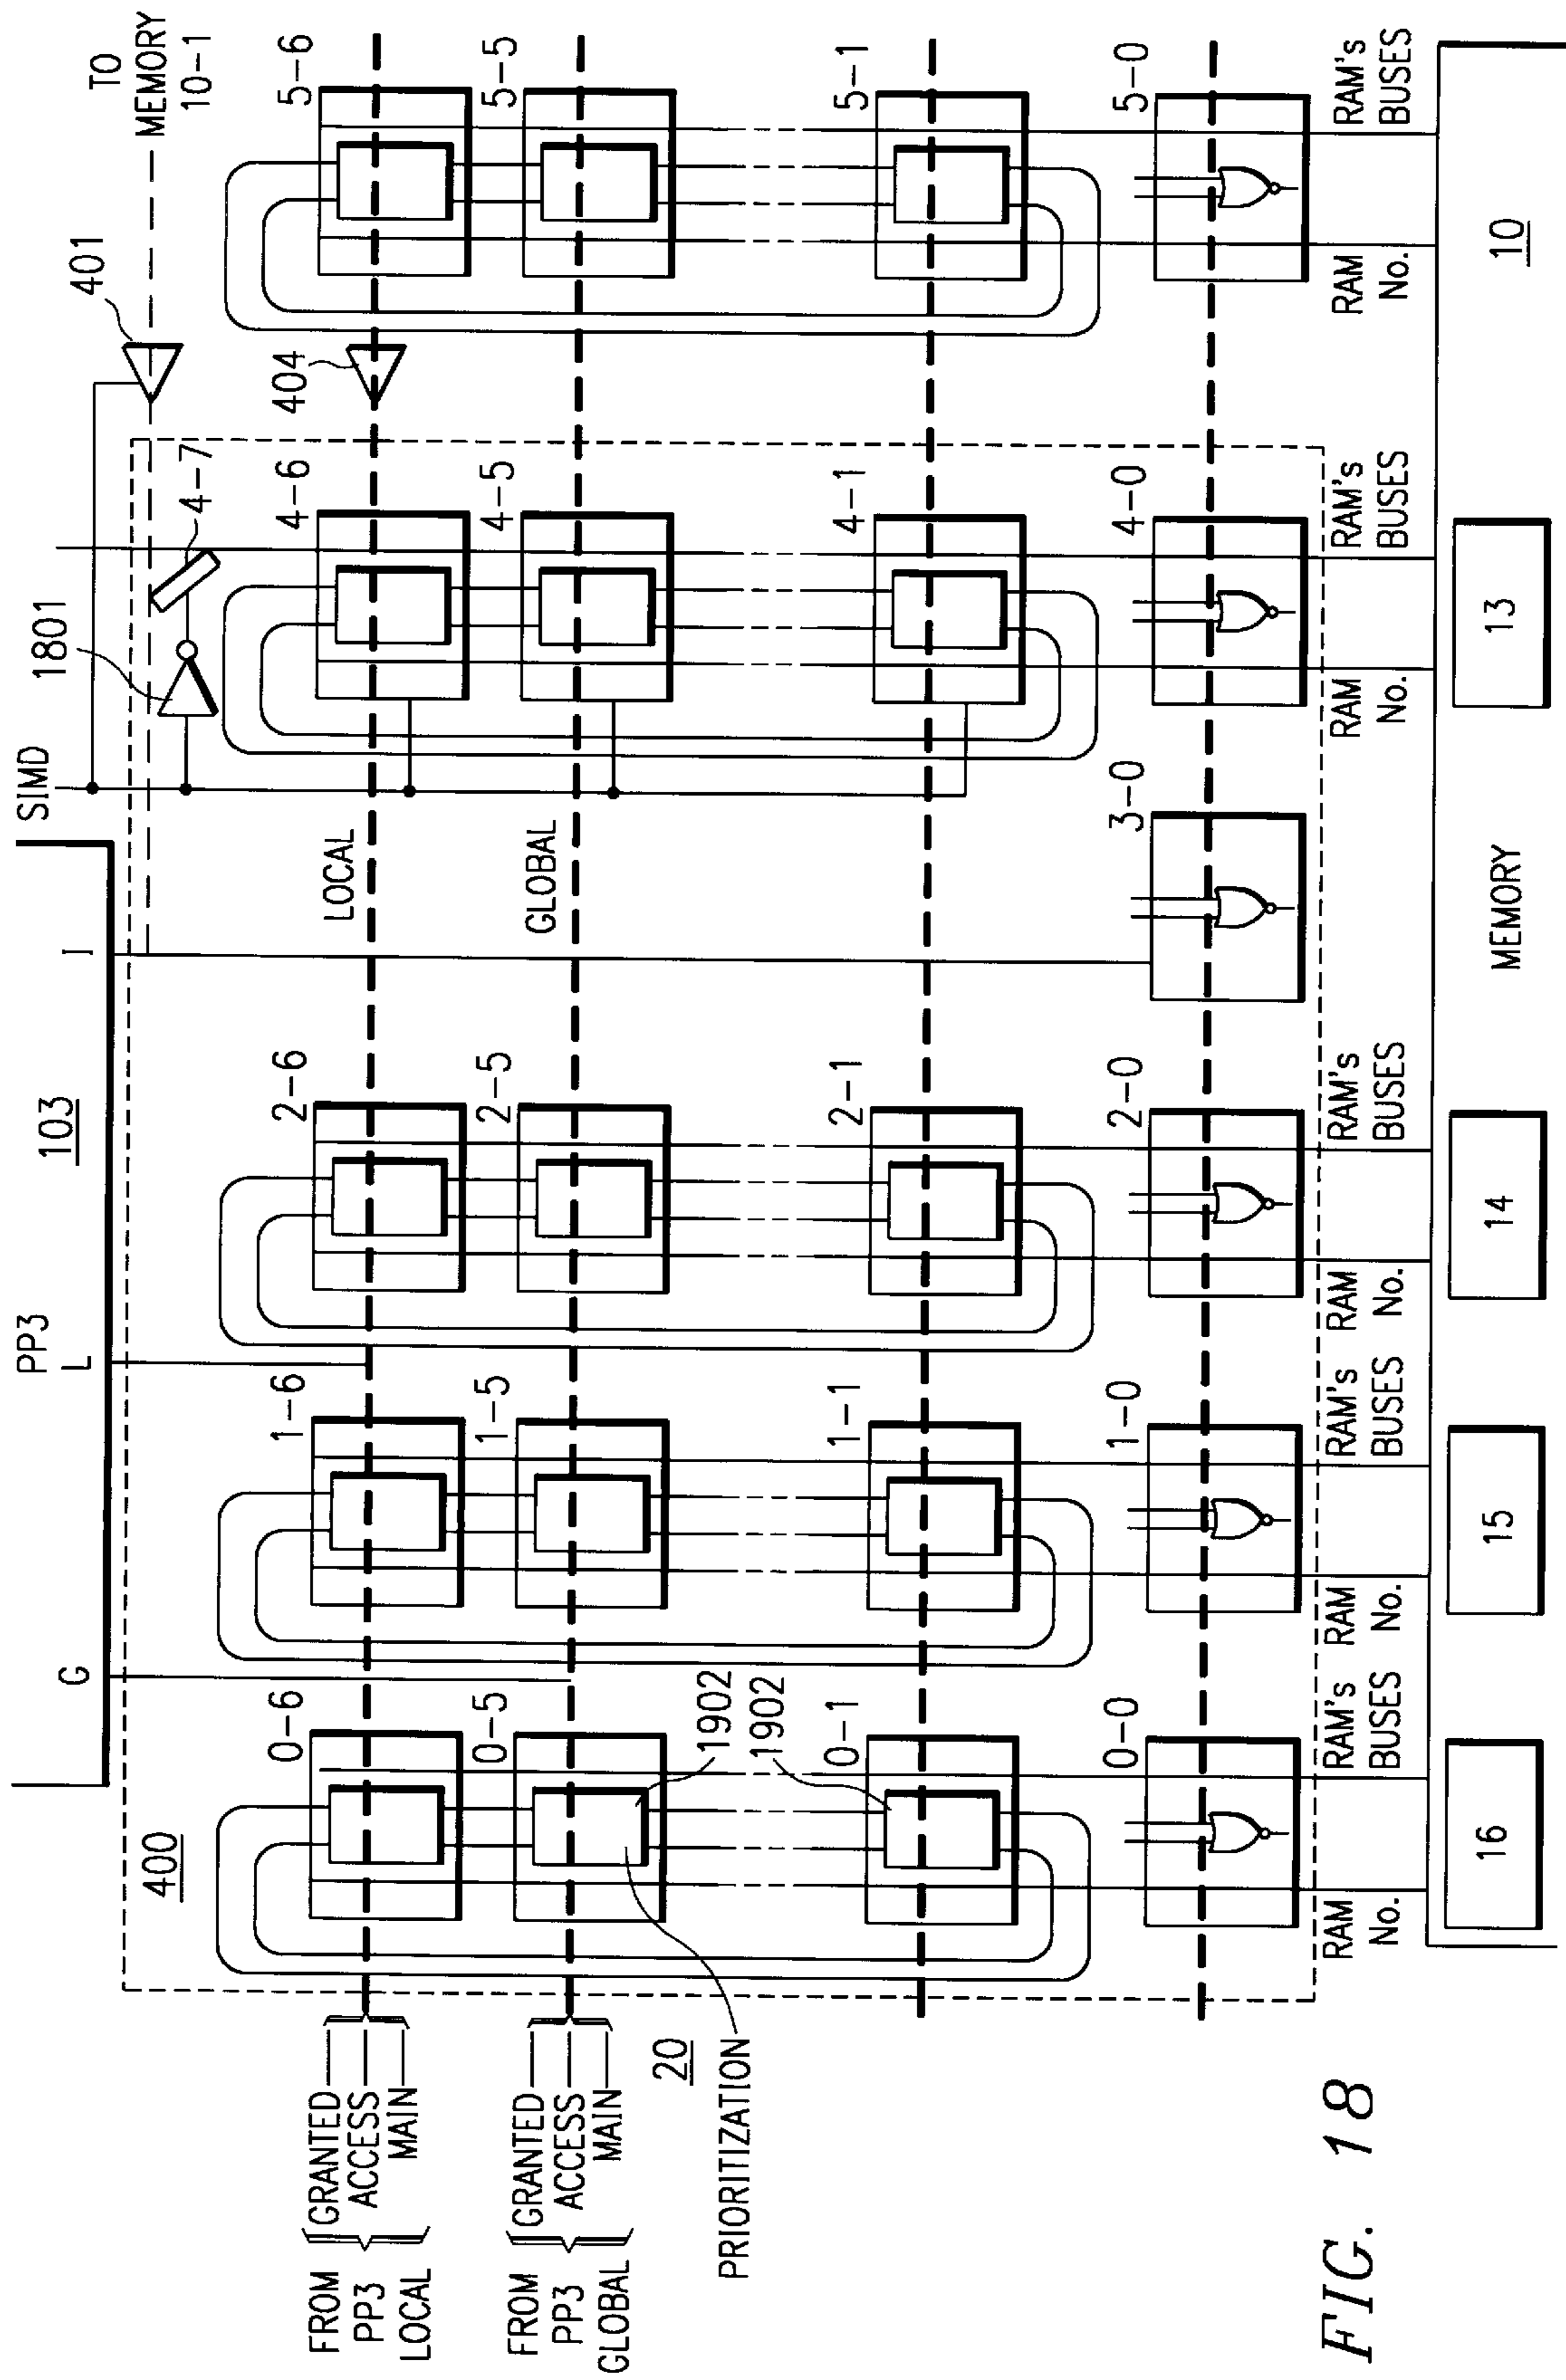 103
PP3
G
L
I
SIMD
1801
4-7
401
TO
MEMORY
10-1
400
0-6
1-6
2-6
LOCAL
4-6
404
5-6
FROM
PP3
LOCAL
GRANTED
ACCESS
MAIN
0-5
1-5
2-5
GLOBAL
4-5
5-5
FROM
PP3
GLOBAL
GRANTED
ACCESS
MAIN
20
PRIORITIZATION
1902
1902
0-1
1-1
2-1
4-1
5-1
0-0
1-0
2-0
3-0
4-0
5-0
RAM
No.
RAM's
BUSES
RAM
No.
RAM's
BUSES
RAM
No.
RAM's
BUSES
RAM
No.
RAM's
BUSES
RAM
No.
RAM's
BUSES
16
15
14
MEMORY
13
10
FIG. 18